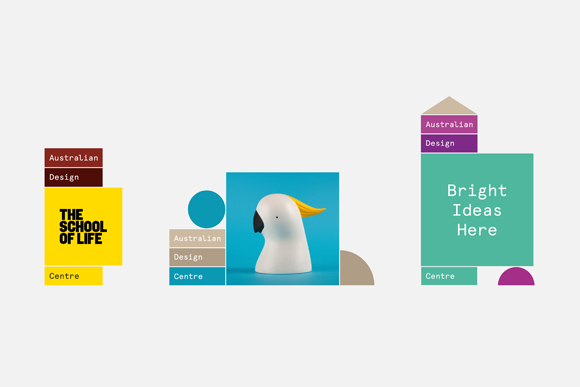 Australian
Design
THE
SCHOOL
OF LIFE
Centre
Australian
Design
Centre
Australian
Design
Bright
Ideas
Here
Centre